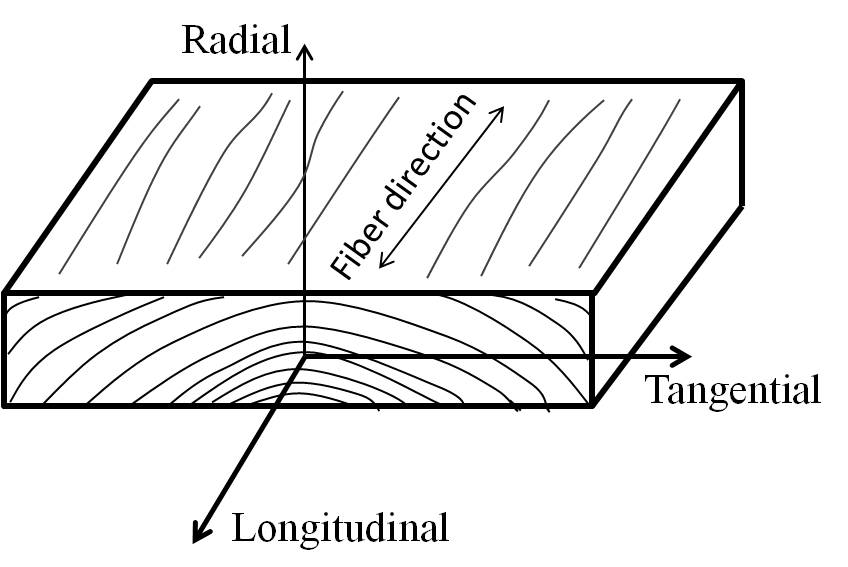 Radial
Fiber direction
Tangential
Longitudinal